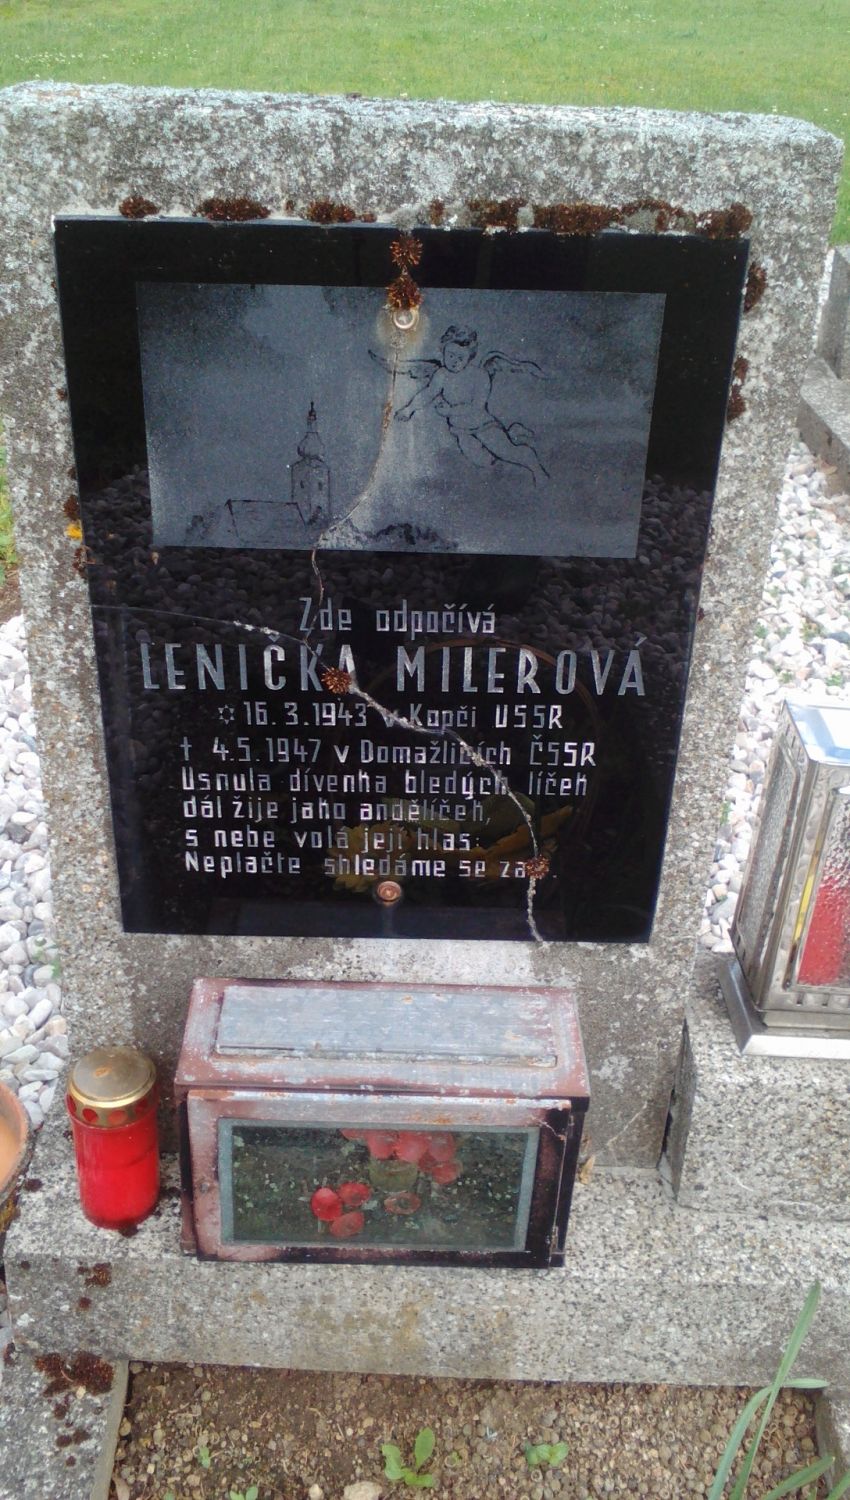 Zde odpočívá
LENIČKA MILEROVÁ
✡ 16.3.1943 v Kopči USSR
† 4.5.1947 v Domažlicích ČSSR
Usnula dívenka bledých líček
dál žije jako andělíček,
s nebe volá její hlas:
Neplačte shledáme se zas.